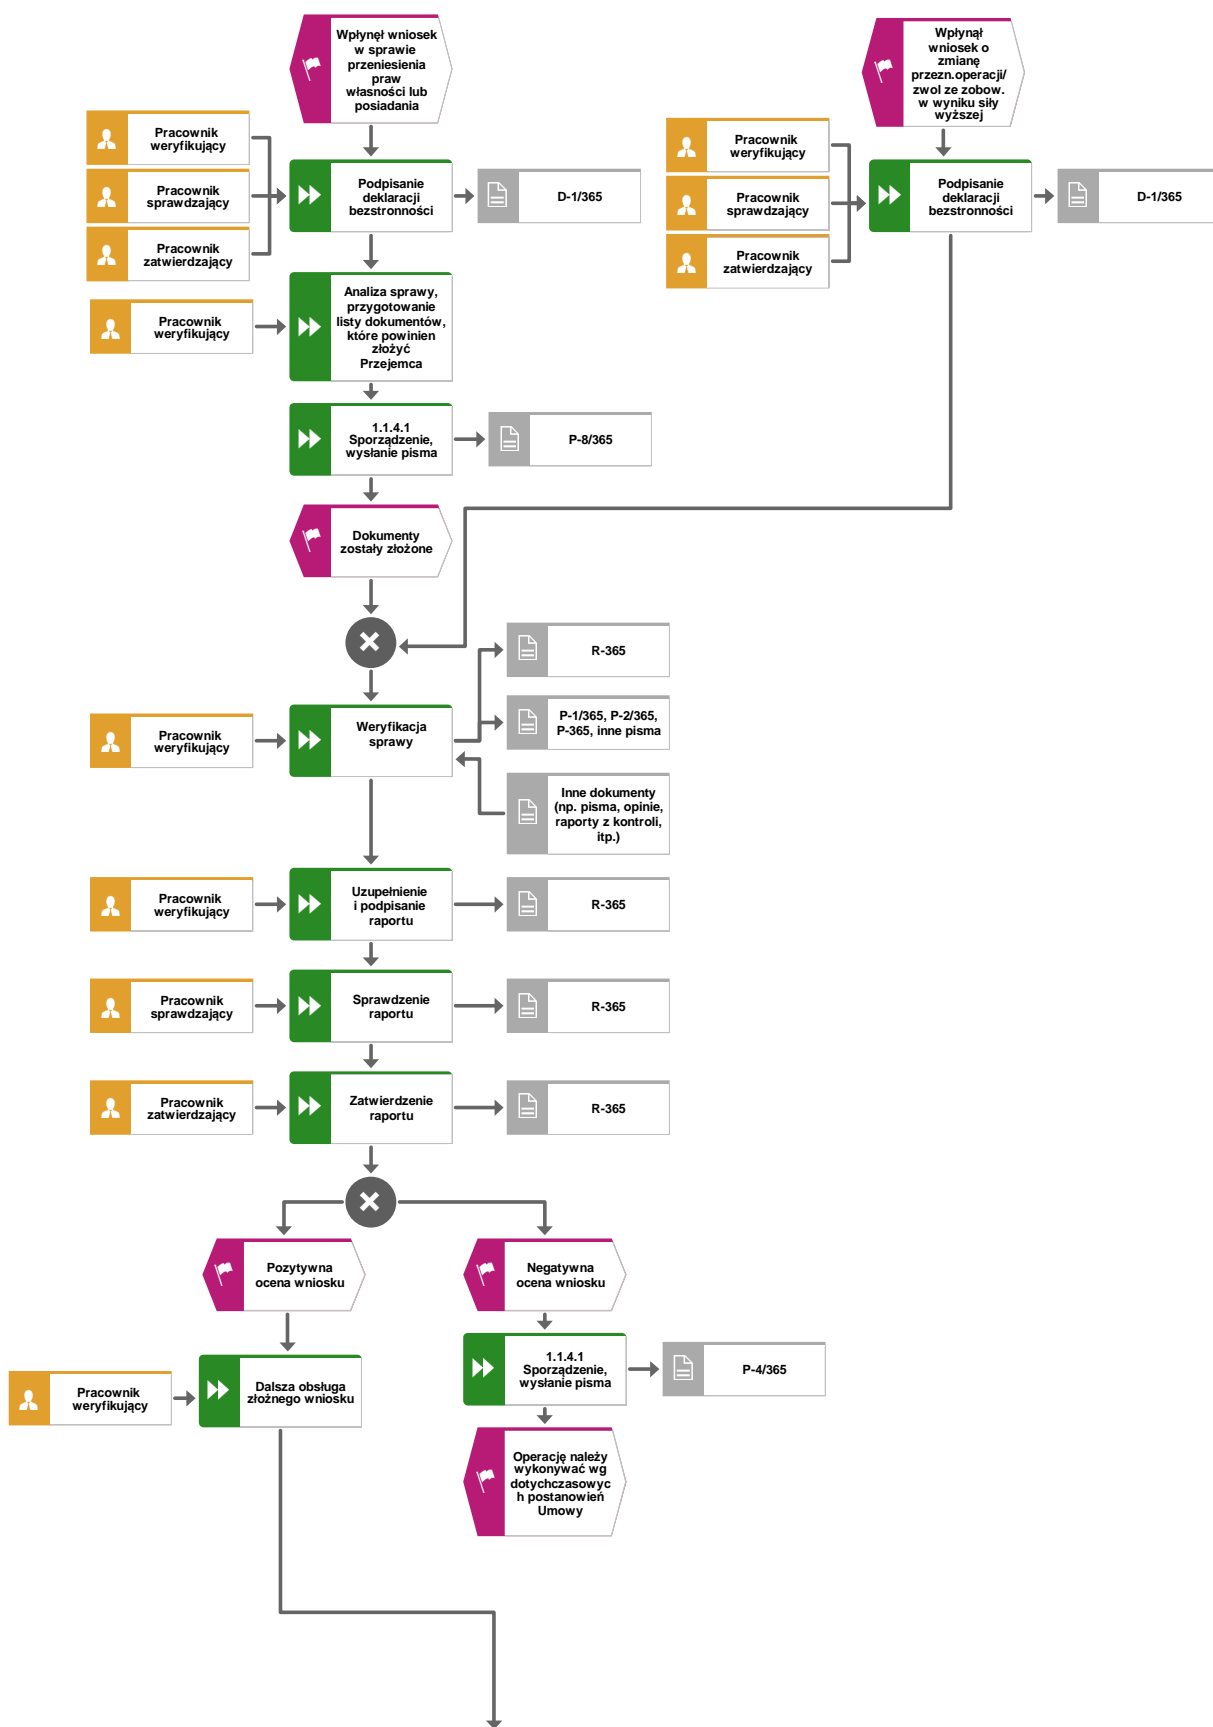 Wpłynęł wniosek
w sprawie
przeniesienia
praw
własności lub
posiadania
Wpłynął
wniosek o
zmianę
przezn.operacji/
zwol ze zobow.
w wyniku siły
wyższej
Pracownik
weryfikujący
Pracownik
sprawdzający
Pracownik
zatwierdzający
Podpisanie
deklaracji
bezstronności
D-1/365
Pracownik
weryfikujący
Pracownik
sprawdzający
Pracownik
zatwierdzający
Podpisanie
deklaracji
bezstronności
D-1/365
Pracownik
weryfikujący
Analiza sprawy,
przygotowanie
listy dokumentów,
które powinien
złożyć
Przejemca
1.1.4.1
Sporządzenie,
wysłanie pisma
P-8/365
Dokumenty
zostały złożone
R-365
Pracownik
weryfikujący
Weryfikacja
sprawy
P-1/365, P-2/365,
P-365, inne pisma
Inne dokumenty
(np. pisma, opinie,
raporty z kontroli,
itp.)
Pracownik
weryfikujący
Uzupełnienie
i podpisanie
raportu
R-365
Pracownik
sprawdzający
Sprawdzenie
raportu
R-365
Pracownik
zatwierdzający
Zatwierdzenie
raportu
R-365
Pozytywna
ocena wniosku
Negatywna
ocena wniosku
Pracownik
weryfikujący
Dalsza obsługa
złożnego wniosku
1.1.4.1
Sporządzenie,
wysłanie pisma
P-4/365
Operację należy
wykonywać wg
dotychczasowyc
h postanowień
Umowy